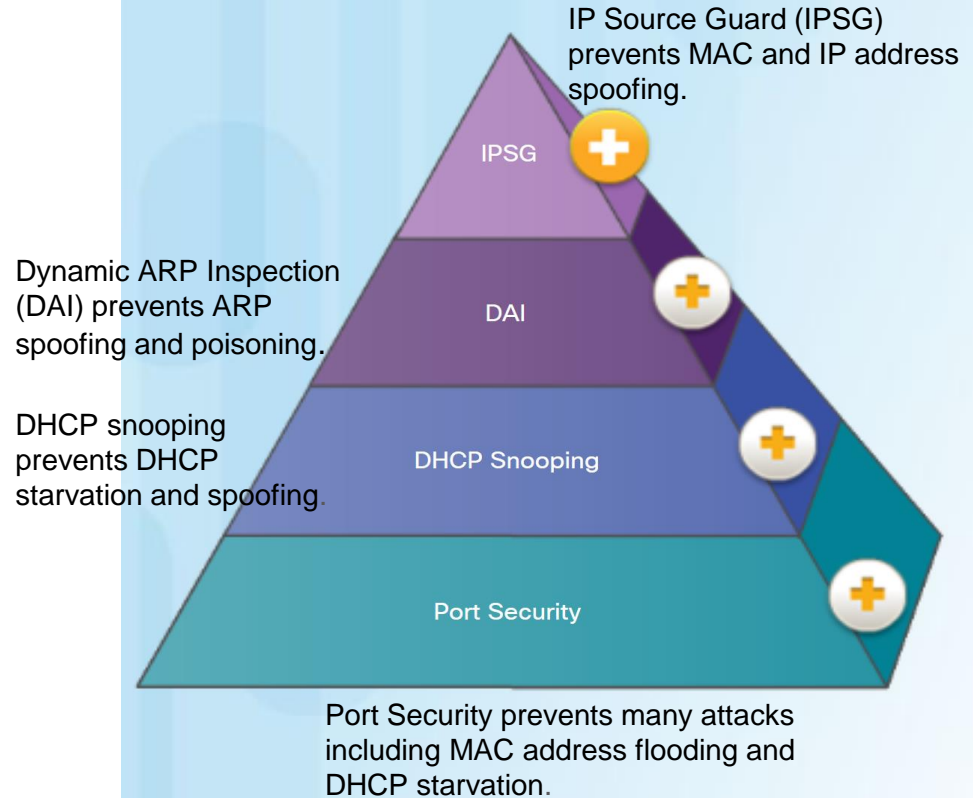 IP Source Guard (IPSG)
prevents MAC and IP address
spoofing.
IPSG
Dynamic ARP Inspection
(DAI) prevents ARP
spoofing and poisoning.
DAI
DHCP snooping
prevents DHCP
starvation and spoofing.
DHCP Snooping
Port Security
Port Security prevents many attacks
including MAC address flooding and
DHCP starvation.